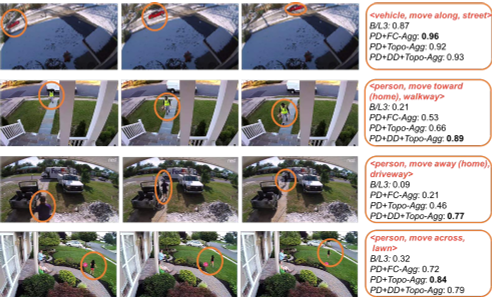 <vehicle, move along, street>
B/L3: 0.87
PD+FC-Agg: 0.96
PD+Topo-Agg: 0.92
PD+DD+Topo-Agg: 0.93
<person, move toward
(home), walkway>
B/L3: 0.21
PD+FC-Agg: 0.53
PD+Topo-Agg: 0.66
PD+DD+Topo-Agg: 0.89
<person, move away (home),
driveway>
B/L3: 0.09
PD+FC-Agg: 0.21
PD+Topo-Agg: 0.46
PD+DD+Topo-Agg: 0.77
<person, move across,
lawn>
B/L3: 0.32
PD+FC-Agg: 0.72
PD+Topo-Agg: 0.84
PD+DD+Topo-Agg: 0.79